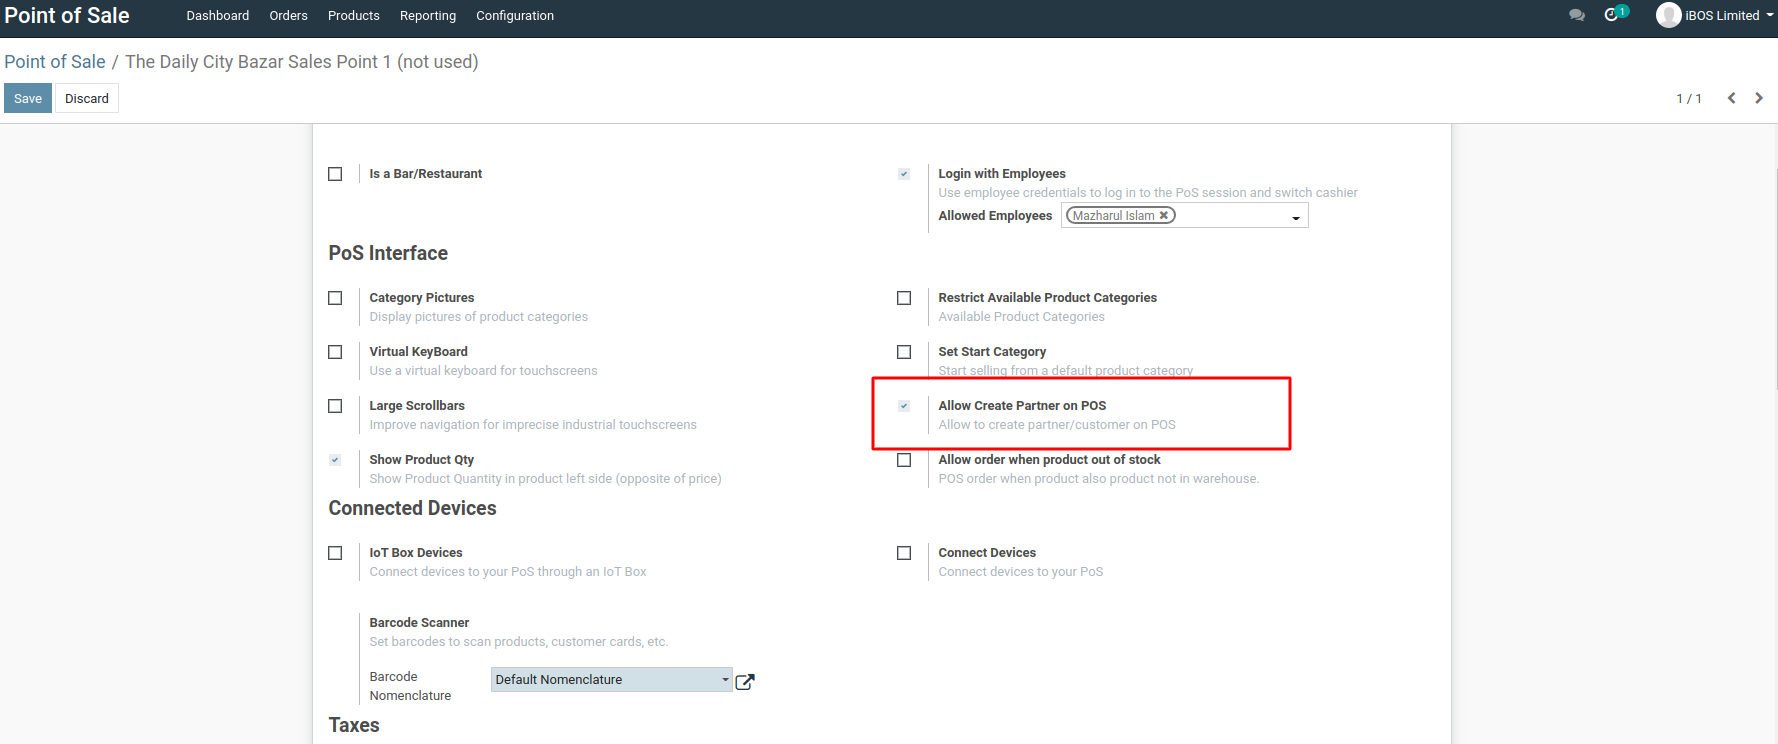 Point of Sale Dashboard Orders Products Reporting Configuration 1 iBOS Limited
Point of Sale / The Daily City Bazar Sales Point 1 (not used)
Save Discard 1 / 1
Is a Bar/Restaurant
Login with Employees
Use employee credentials to log in to the PoS session and switch cashier
Allowed Employees Mazharul Islam
PoS Interface
Category Pictures
Display pictures of product categories
Restrict Available Product Categories
Available Product Categories
Virtual KeyBoard
Use a virtual keyboard for touchscreens
Set Start Category
Start selling from a default product category
Large Scrollbars
Improve navigation for imprecise industrial touchscreens
Allow Create Partner on POS
Allow to create partner/customer on POS
Show Product Qty
Show Product Quantity in product left side (opposite of price)
Allow order when product out of stock
POS order when product also product not in warehouse.
Connected Devices
IoT Box Devices
Connect devices to your PoS through an IoT Box
Connect Devices
Connect devices to your PoS
Barcode Scanner
Set barcodes to scan products, customer cards, etc.
Barcode
Nomenclature
Default Nomenclature
Taxes